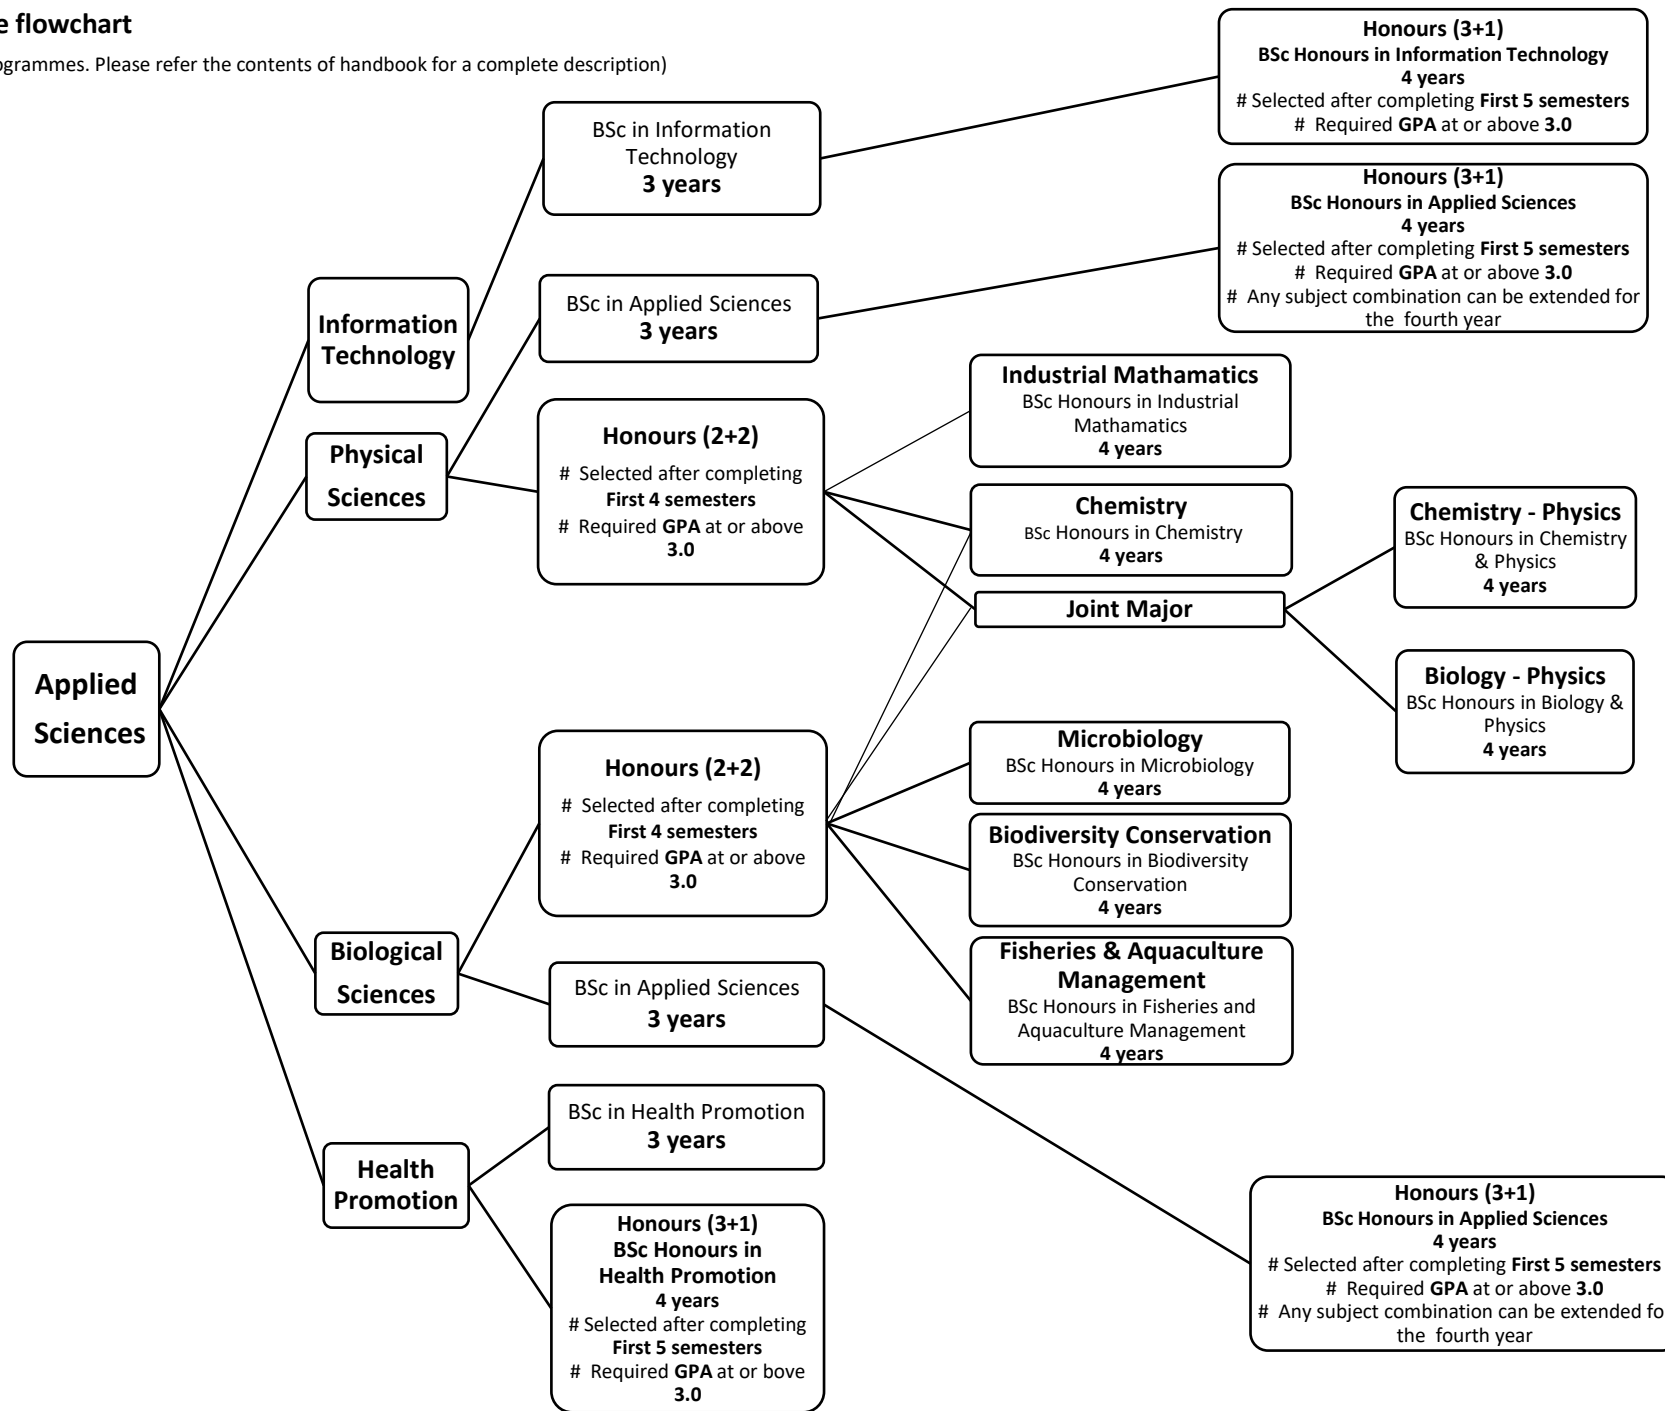 e flowchart
ogrammes. Please refer the contents of handbook for a complete description)
Honours (3+1)
BSc Honours in Information Technology
4 years
# Selected after completing First 5 semesters
# Required GPA at or above 3.0
BSc in Information
Technology
3 years
Honours (3+1)
BSc Honours in Applied Sciences
4 years
# Selected after completing First 5 semesters
# Required GPA at or above 3.0
# Any subject combination can be extended for
the fourth year
BSc in Applied Sciences
3 years
Information
Technology
Physical
Sciences
Honours (2+2)
# Selected after completing
First 4 semesters
# Required GPA at or above
3.0
Industrial Mathamatics
BSc Honours in Industrial
Mathamatics
4 years
Chemistry
BSc Honours in Chemistry
4 years
Joint Major
Chemistry - Physics
BSc Honours in Chemistry
& Physics
4 years
Biology - Physics
BSc Honours in Biology &
Physics
4 years
Applied
Sciences
Honours (2+2)
# Selected after completing
First 4 semesters
# Required GPA at or above
3.0
Microbiology
BSc Honours in Microbiology
4 years
Biodiversity Conservation
BSc Honours in Biodiversity
Conservation
4 years
Fisheries & Aquaculture
Management
BSc Honours in Fisheries and
Aquaculture Management
4 years
Biological
Sciences
BSc in Applied Sciences
3 years
BSc in Health Promotion
3 years
Health
Promotion
Honours (3+1)
BSc Honours in
Health Promotion
4 years
# Selected after completing
First 5 semesters
# Required GPA at or bove
3.0
Honours (3+1)
BSc Honours in Applied Sciences
4 years
# Selected after completing First 5 semesters
# Required GPA at or above 3.0
# Any subject combination can be extended fo
the fourth year